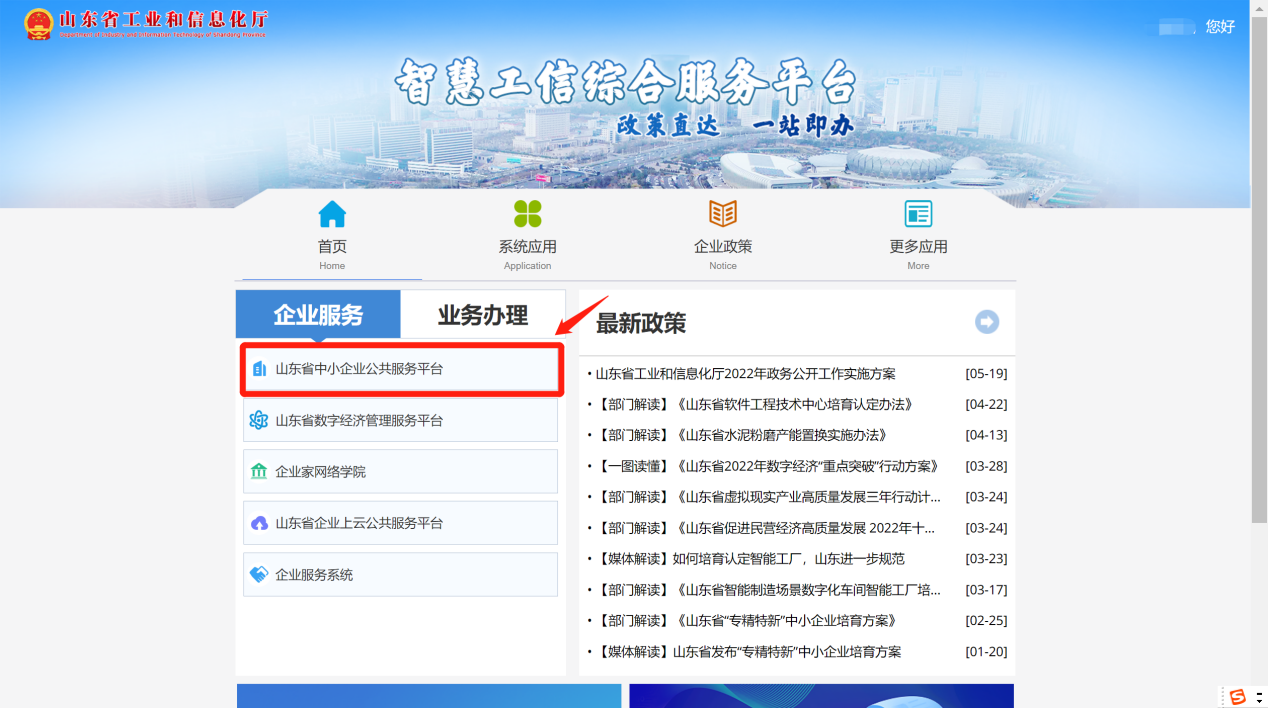 山东省工业和信息化厅
Department of Industry and Information Technology of Shandong Province
您好
智慧工信综合服务平台
政策直达 一站即办
首页
Home
系统应用
Application
企业政策
Notice
更多应用
More
企业服务
业务办理
山东省中小企业公共服务平台
山东省数字经济管理服务平台
企业家网络学院
山东省企业上云公共服务平台
企业服务系统
最新政策
• 山东省工业和信息化厅2022年政务公开工作实施方案 [05-19]
• 【部门解读】《山东省软件工程技术中心培育认定办法》 [04-22]
• 【部门解读】《山东省水泥粉磨产能置换实施办法》 [04-13]
• 【一图读懂】《山东省2022年数字经济“重点突破”行动方案》 [03-28]
• 【部门解读】《山东省虚拟现实产业高质量发展三年行动计... [03-24]
• 【部门解读】《山东省促进民营经济高质量发展 2022年十... [03-24]
• 【媒体解读】如何培育认定智能工厂，山东进一步规范 [03-23]
• 【部门解读】《山东省智能制造场景数字化车间智能工厂培... [03-17]
• 【部门解读】《山东省“专精特新”中小企业培育方案》 [02-25]
• 【媒体解读】山东省发布“专精特新”中小企业培育方案 [01-20]